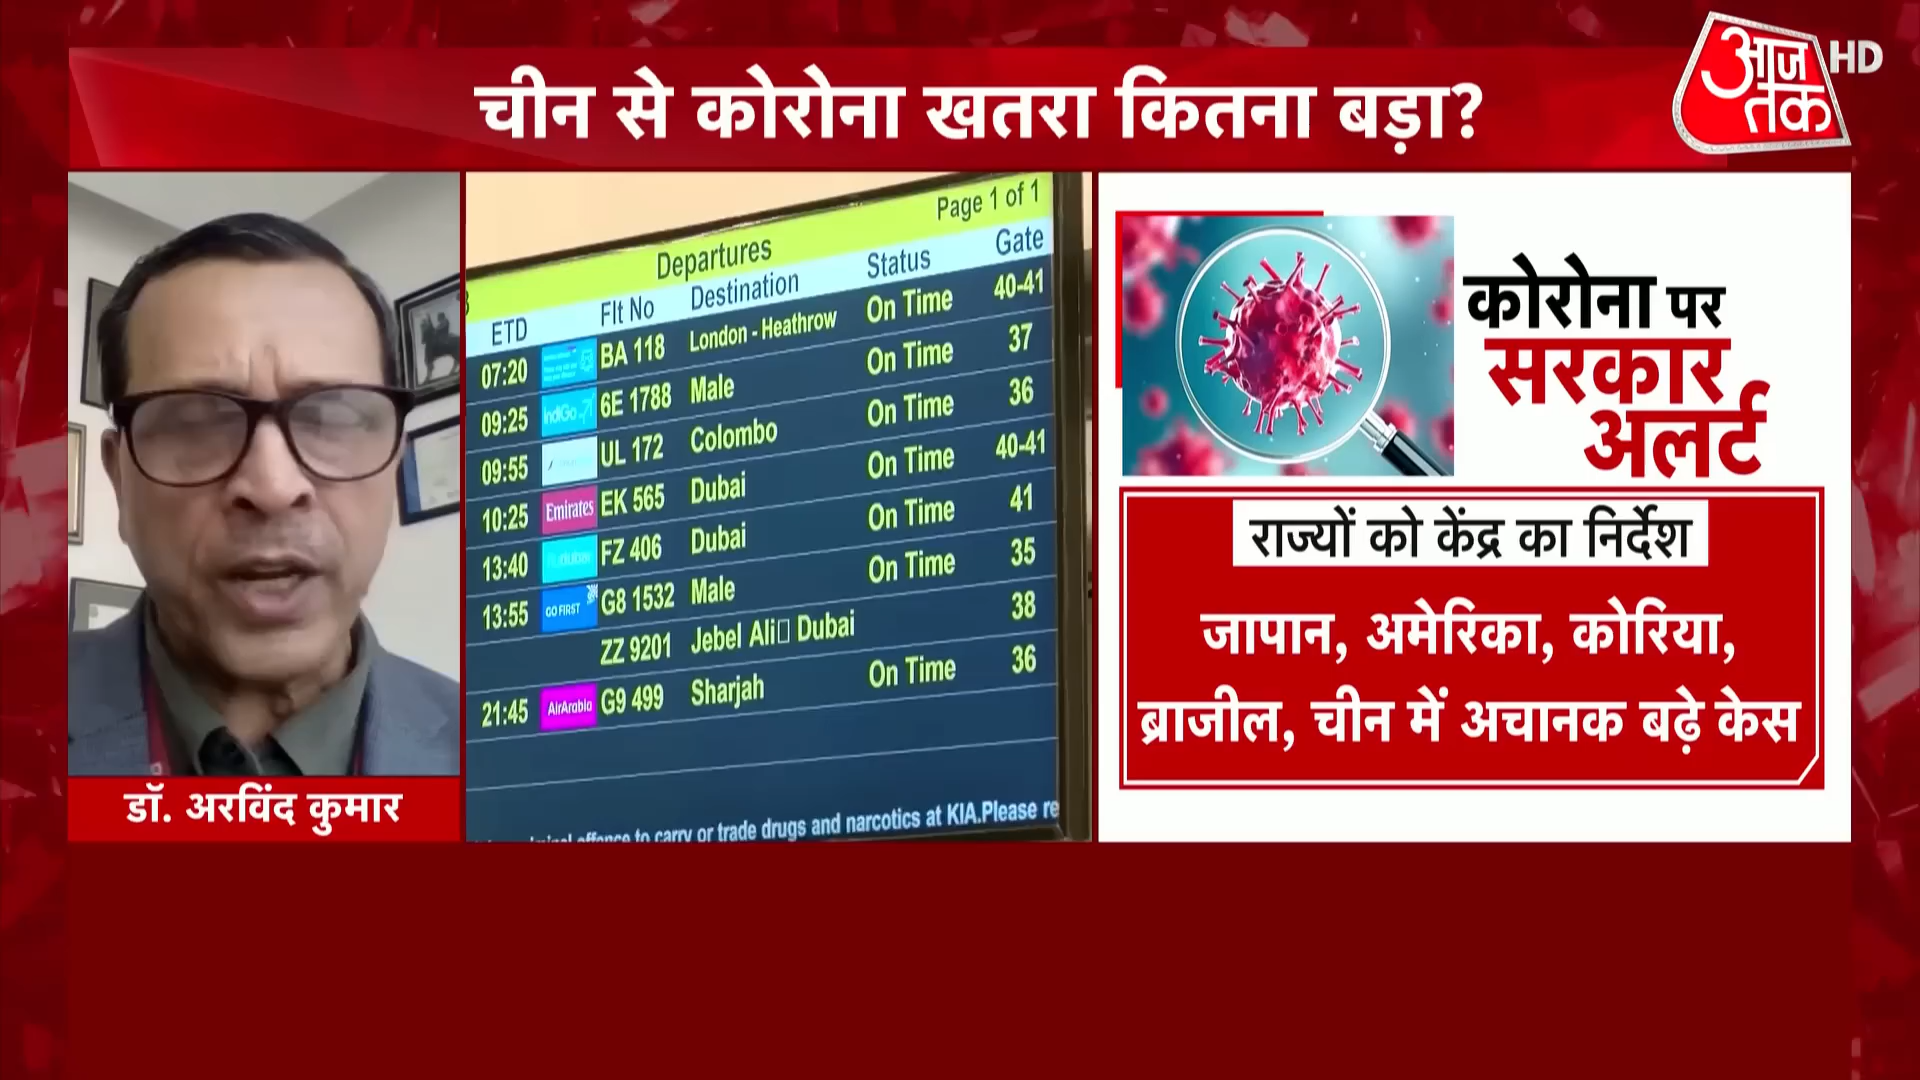 चीन से कोरोना खतरा कितना बड़ा?
आज
तक
HD
Page 1 of 1
Departures
ETD Flt No Destination Status Gate
07:20 BA 118 London - Heathrow On Time 40-41
09:25 IndiGo 6E 1788 Male On Time 37
09:55 UL 172 Colombo On Time 36
10:25 Emirates EK 565 Dubai On Time 40-41
13:40 FZ 406 Dubai On Time 41
13:55 GO FIRST G8 1532 Male On Time 35
ZZ 9201 Jebel Ali Dubai 38
21:45 AirArabia G9 499 Sharjah On Time 36
offence to carry or trade drugs and narcotics at KIA.Please re
कोरोना पर
सरकार
अलर्ट
राज्यों को केंद्र का निर्देश
जापान, अमेरिका, कोरिया,
ब्राजील, चीन में अचानक बढ़े केस
डॉ. अरविंद कुमार